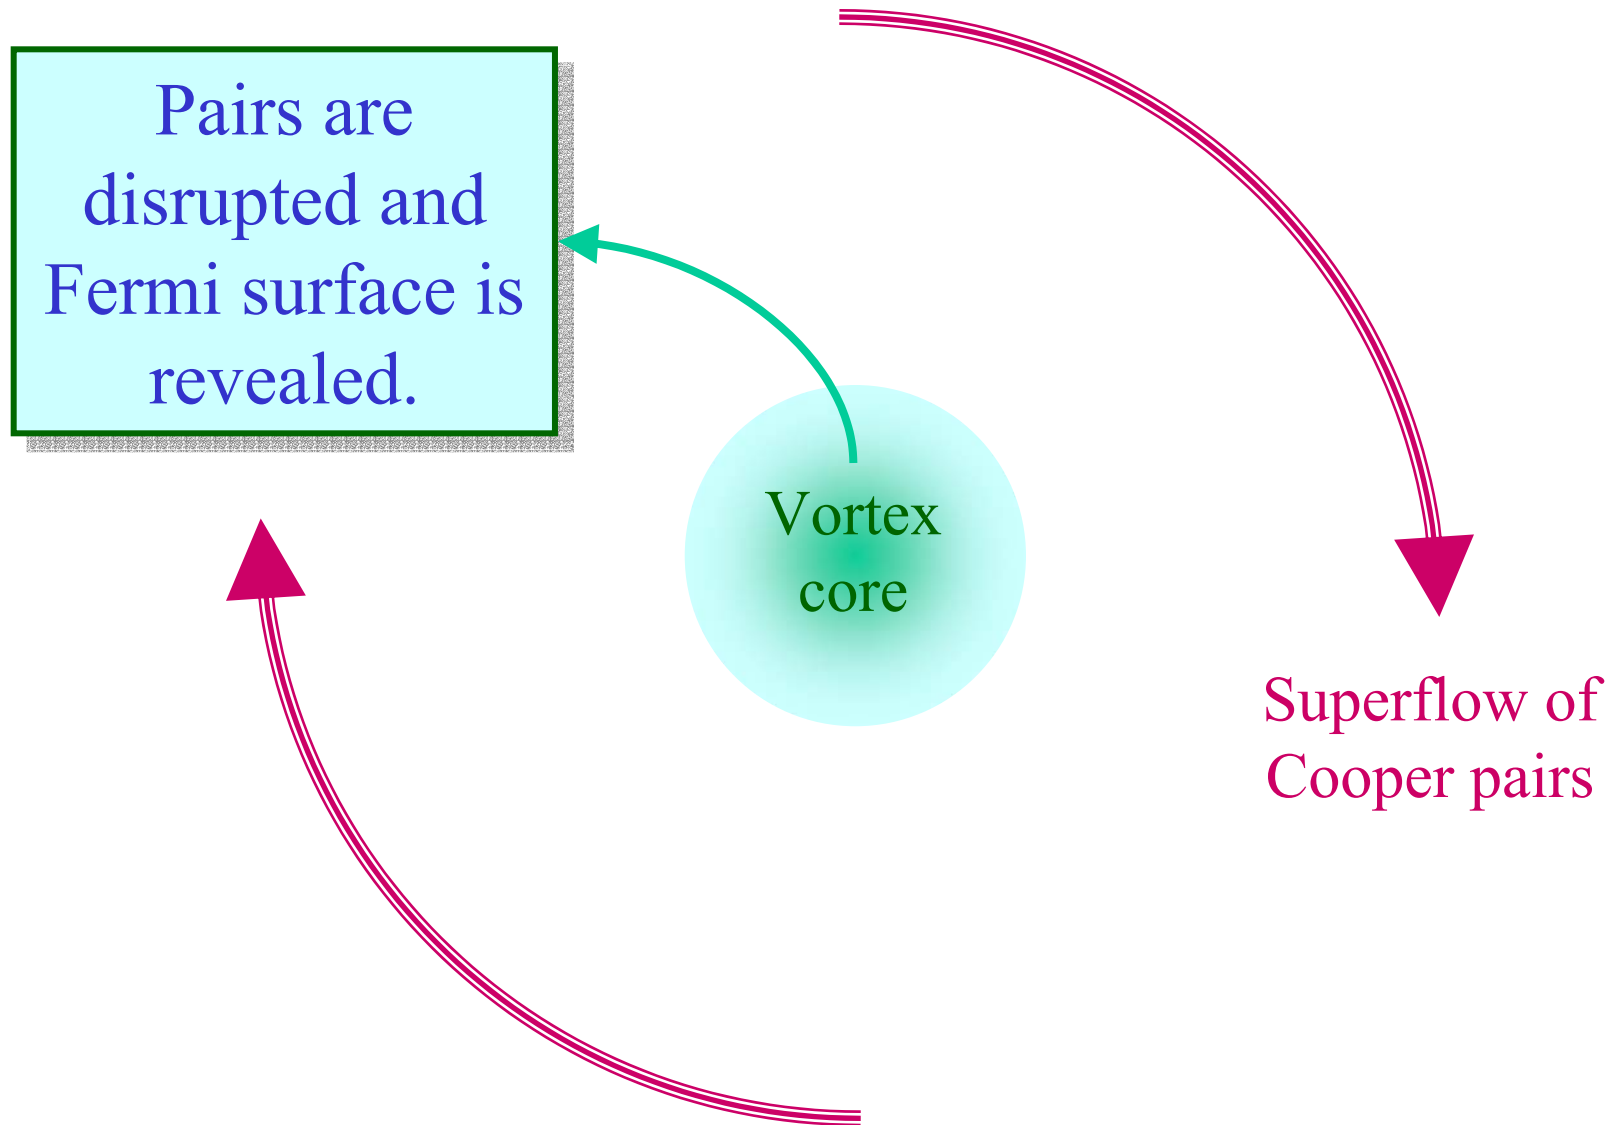 Pairs are
disrupted and
Fermi surface is
revealed.
Vortex
core
Superflow of
Cooper pairs